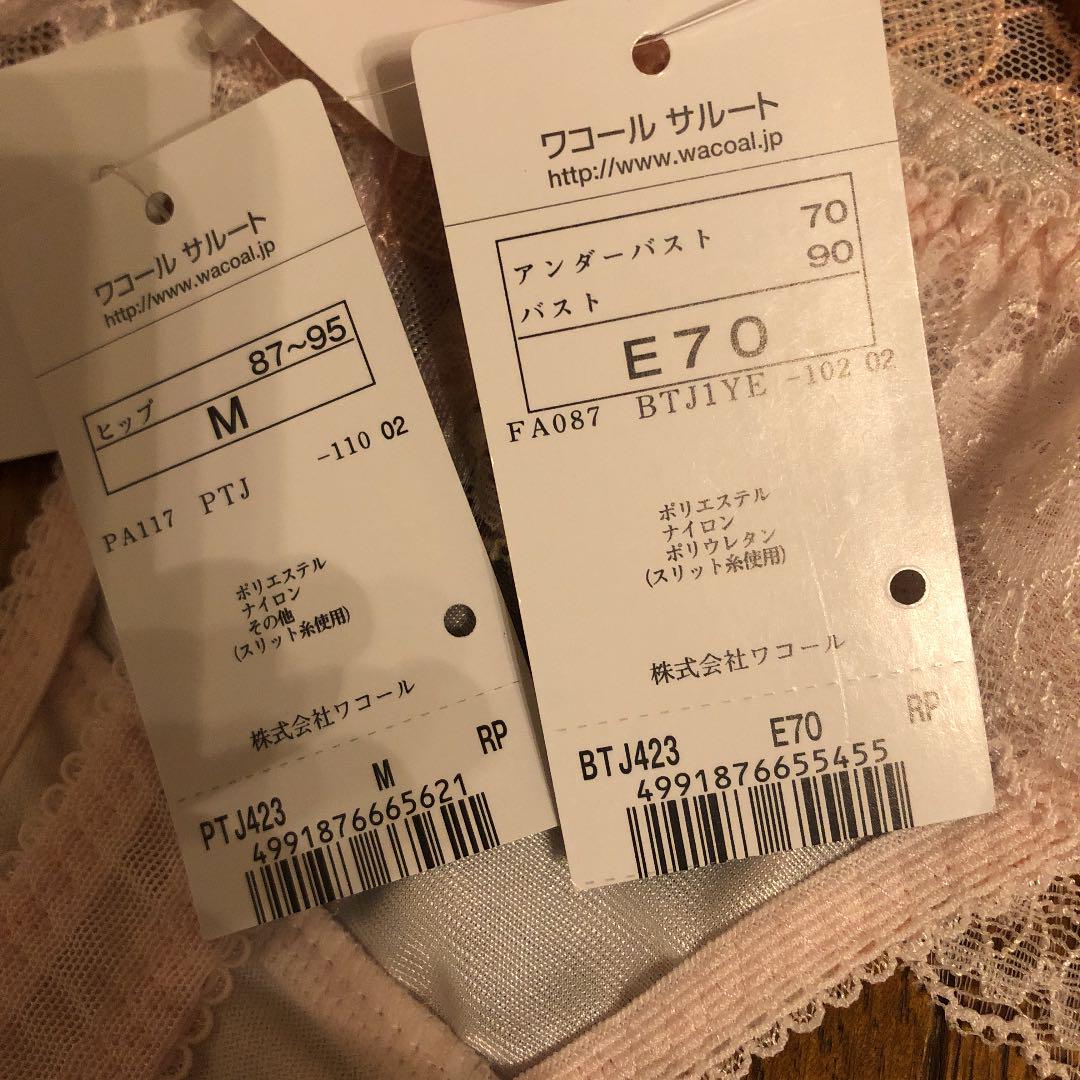 ワコール サルート
http://www.wacoal.jp
ヒップ 87~95
M
PA117 PTJ -110 02
ポリエステル
ナイロン
その他
(スリット糸使用)
株式会社ワコール
RP
PTJ423 M
4991876665621
ワコール サルート
http://www.wacoal.jp
アンダーバスト 70
バスト 90
E70
FA087 BTJ1YE -102 02
ポリエステル
ナイロン
ポリウレタン
(スリット糸使用)
株式会社ワコール
RP
BTJ423 E70
4991876655455